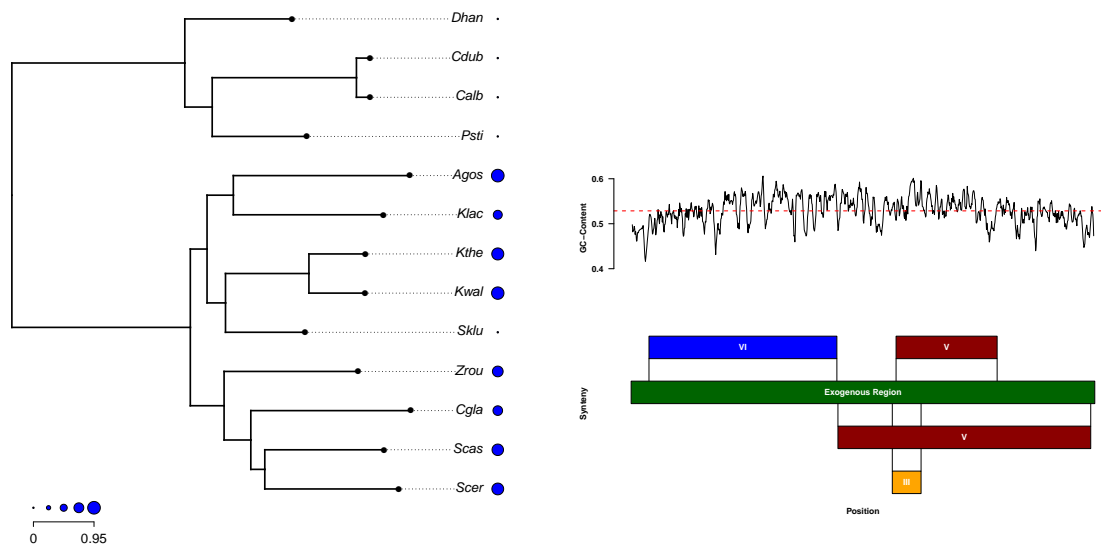 Dhan
Cdub
Calb
Psti
Agos
Klac
Kthe
Kwal
Sklu
Zrou
Cgla
Scas
Scer
0 0.95
GC−Content
0.6
0.5
0.4
Synteny
VI V
Exogenous Region
V
III
Position